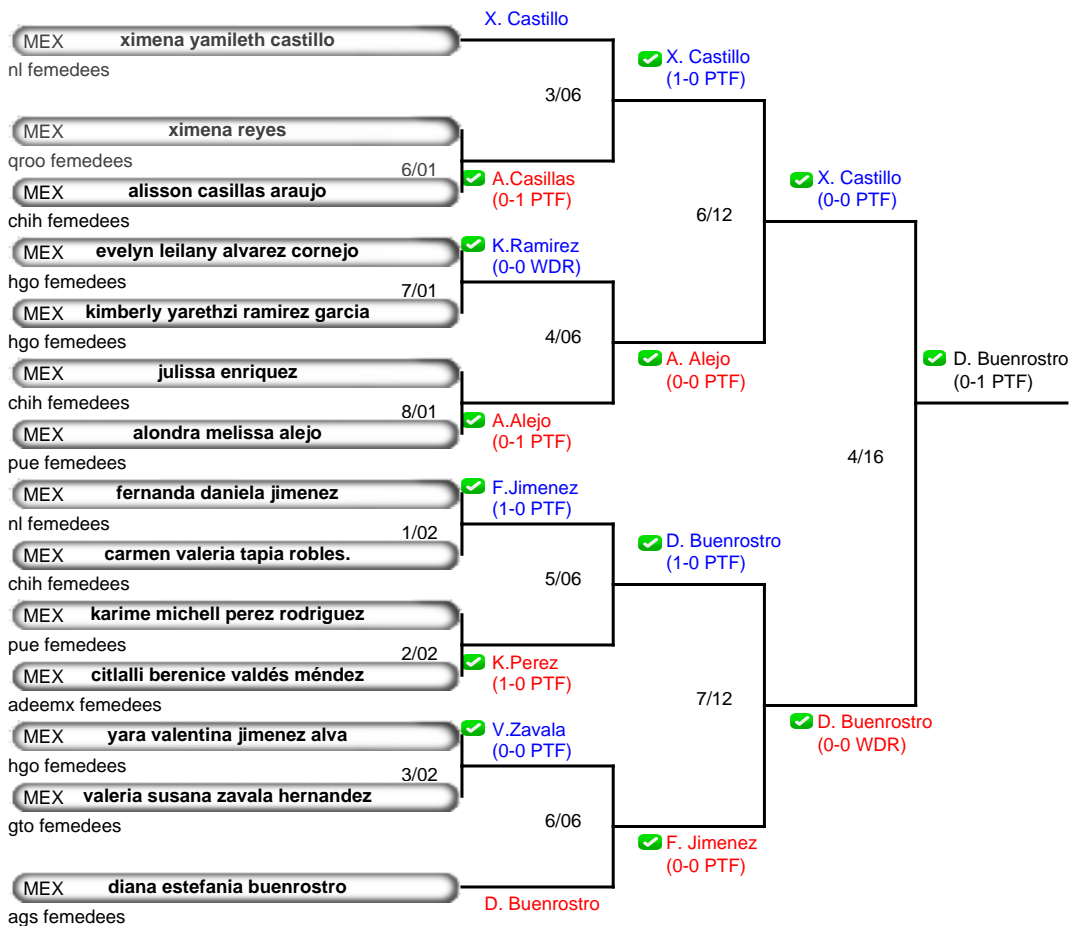 X. Castillo
MEX ximena yamileth castillo
nl femedees
X. Castillo
(1-0 PTF)
3/06
MEX ximena reyes
qroo femedees
6/01
A.Casillas
(0-1 PTF)
MEX alisson casillas araujo
chih femedees
X. Castillo
(0-0 PTF)
6/12
MEX evelyn leilany alvarez cornejo
hgo femedees
K.Ramirez
(0-0 WDR)
7/01
MEX kimberly yarethzi ramirez garcia
hgo femedees
4/06
A. Alejo
(0-0 PTF)
D. Buenrostro
(0-1 PTF)
MEX julissa enriquez
chih femedees
8/01
A.Alejo
(0-1 PTF)
MEX alondra melissa alejo
pue femedees
4/16
MEX fernanda daniela jimenez
nl femedees
F.Jimenez
(1-0 PTF)
1/02
MEX carmen valeria tapia robles.
chih femedees
D. Buenrostro
(1-0 PTF)
5/06
MEX karime michell perez rodriguez
pue femedees
2/02
K.Perez
(1-0 PTF)
MEX citlalli berenice valdés méndez
adeemx femedees
7/12
MEX yara valentina jimenez alva
hgo femedees
V.Zavala
(0-0 PTF)
D. Buenrostro
(0-0 WDR)
3/02
MEX valeria susana zavala hernandez
gto femedees
6/06
F. Jimenez
(0-0 PTF)
MEX diana estefania buenrostro
ags femedees
D. Buenrostro